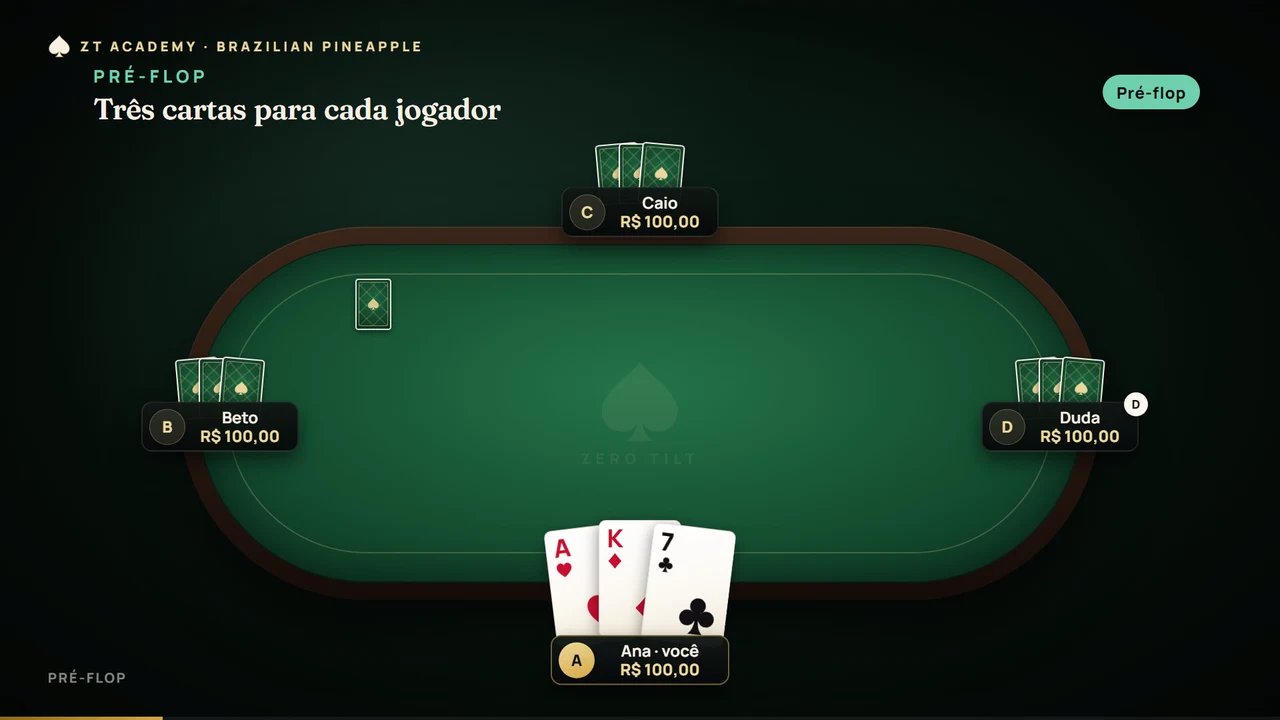 ZT ACADEMY · BRAZILIAN PINEAPPLE
PRÉ-FLOP
Três cartas para cada jogador
Pré-flop
C
Caio
R$ 100,00
B
Beto
R$ 100,00
D
Duda
R$ 100,00
D
ZERO TILT
A
K
7
A
Ana · você
R$ 100,00
PRÉ-FLOP